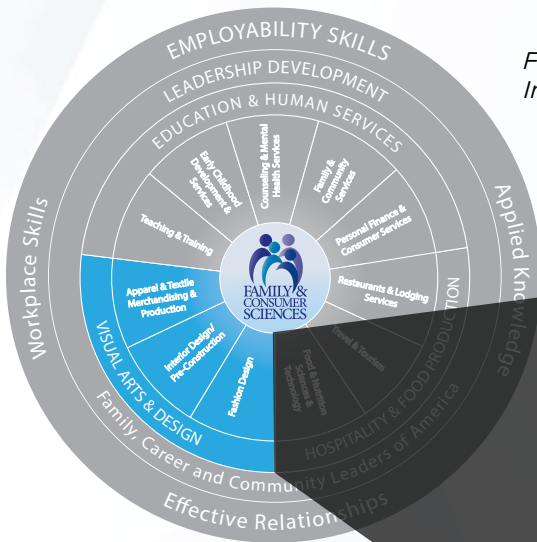 EMPLOYABILITY SKILLS
LEADERSHIP DEVELOPMENT
EDUCATION & HUMAN SERVICES
Teaching & Training
Early Childhood
Development &
Services
Counseling & Mental
Health Services
Family &
Community
Services
Personal Finance &
Consumer Services
Restaurants & Lodging
Services
Travel & Tourism
Food & Nutrition
Sciences &
Technology
HOSPITALITY & FOOD PRODUCTION
Fashion Design
Interior Design/
Pre-Construction
Apparel & Textile
Merchandising &
Production
VISUAL ARTS & DESIGN
FAMILY
& CONSUMER
SCIENCES
Family, Career and Community Leaders of America
Workplace Skills
Applied Knowledge
Effective Relationships